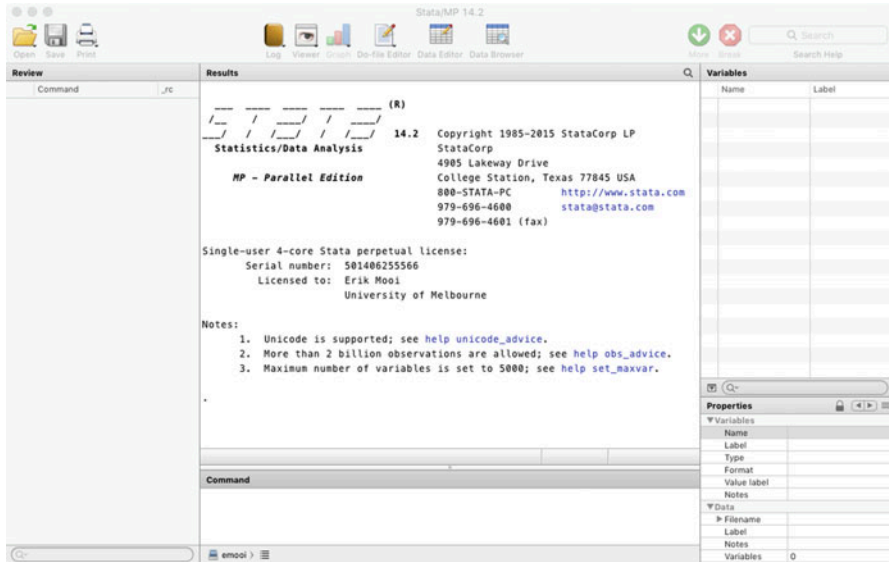 Stata/MP 14.2
Open Save Print
Log Viewer Graph Do-file Editor Data Editor Data Browser
More Break
Search
Search Help
Review
Command _rc
Results
(R)
14.2 Copyright 1985-2015 StataCorp LP
Statistics/Data Analysis StataCorp
4905 Lakeway Drive
MP - Parallel Edition College Station, Texas 77845 USA
800-STATA-PC http://www.stata.com
979-696-4600 stata@stata.com
979-696-4601 (fax)
Single-user 4-core Stata perpetual license:
Serial number: 501406255566
Licensed to: Erik Mooi
University of Melbourne
Notes:
1. Unicode is supported; see help unicode_advice.
2. More than 2 billion observations are allowed; see help obs_advice.
3. Maximum number of variables is set to 5000; see help set_maxvar.
.
Command
emooi
Variables
Name Label
Properties
Variables
Name
Label
Type
Format
Value label
Notes
Data
Filename
Label
Notes
Variables 0